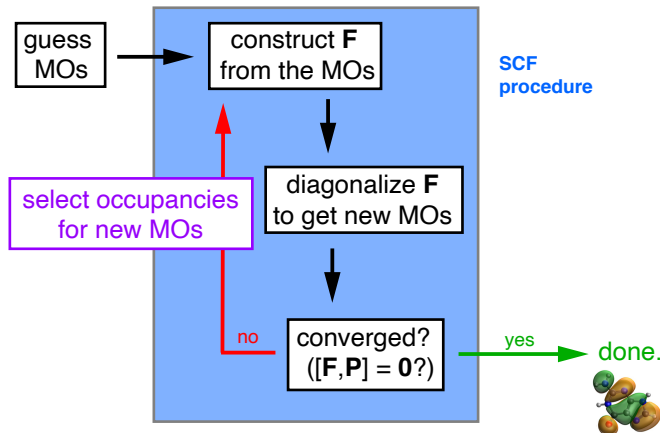 guess
MOs
construct F
from the MOs
SCF
procedure
diagonalize F
to get new MOs
select occupancies
for new MOs
no
converged?
([F,P] = 0?)
yes
done.